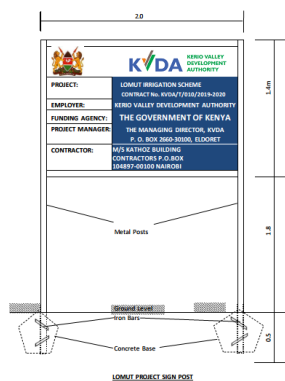 2.0
KVDA
KERIO VALLEY
DEVELOPMENT
AUTHORITY
PROJECT: LOMUT IRRIGATION SCHEME
CONTRACT No. KVDA/T/010/2019-2020
EMPLOYER: KERIO VALLEY DEVELOPMENT AUTHORITY
FUNDING AGENCY: THE GOVERNMENT OF KENYA
PROJECT MANAGER: THE MANAGING DIRECTOR, KVDA
P. O. BOX 2660-30100, ELDORET
CONTRACTOR: M/S KATHOZ BUILDING
CONTRACTORS P.O.BOX
104897-00100 NAIROBI
1.4m
Metal Posts
1.8
Ground Level
Iron Bars
0.5
Concrete Base
LOMUT PROJECT SIGN POST